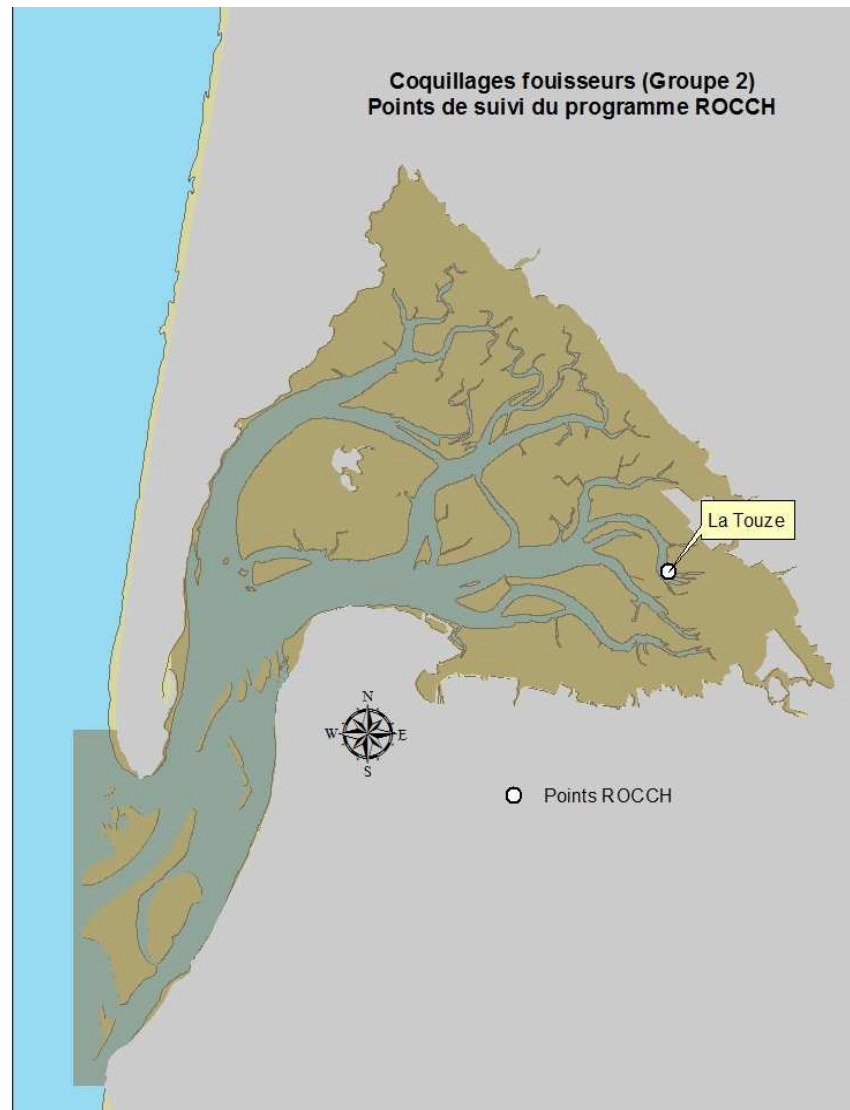 Coquillages fouisseurs (Groupe 2)
Points de suivi du programme ROCCH
La Touze
N
W E
S
Points ROCCH